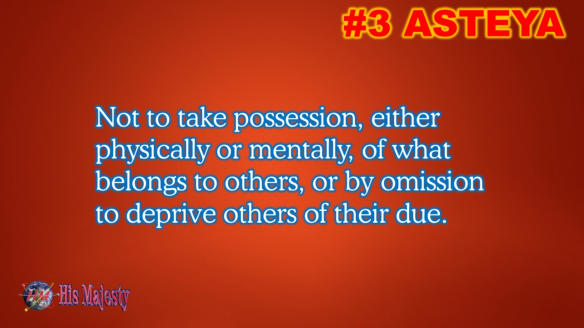 #3 ASTEYA
Not to take possession, either
physically or mentally, of what
belongs to others, or by omission
to deprive others of their due.
His Majesty